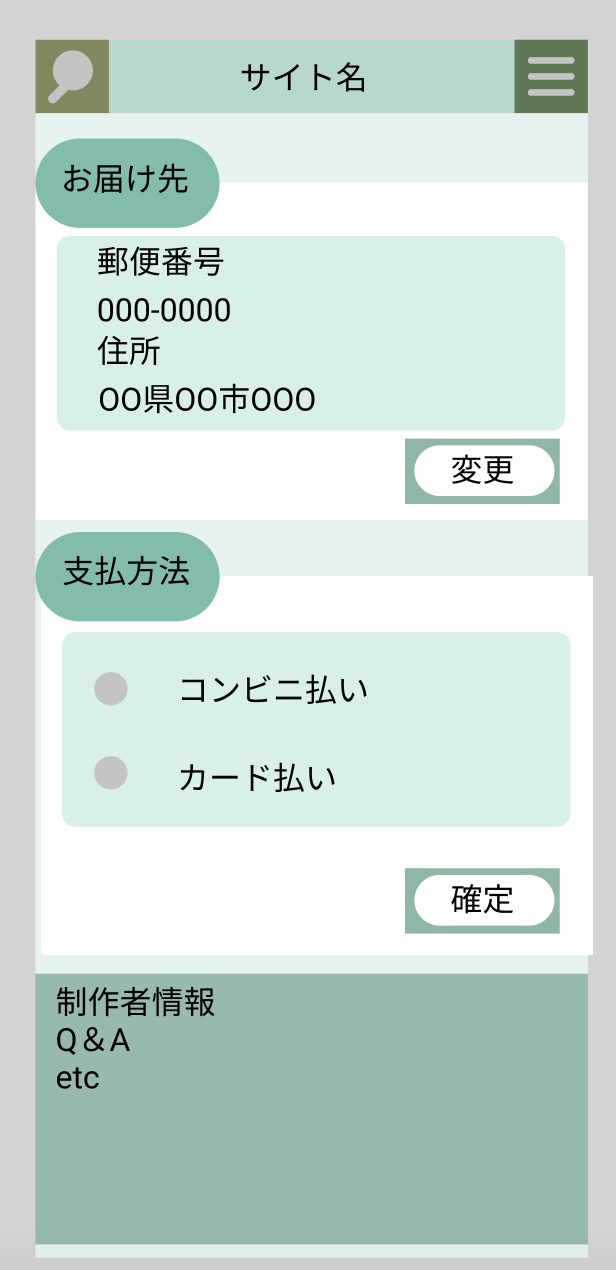 サイト名
お届け先
郵便番号
000-0000
住所
OO県OO市OOO
変更
支払方法
コンビニ払い
カード払い
確定
制作者情報
Q＆A
etc